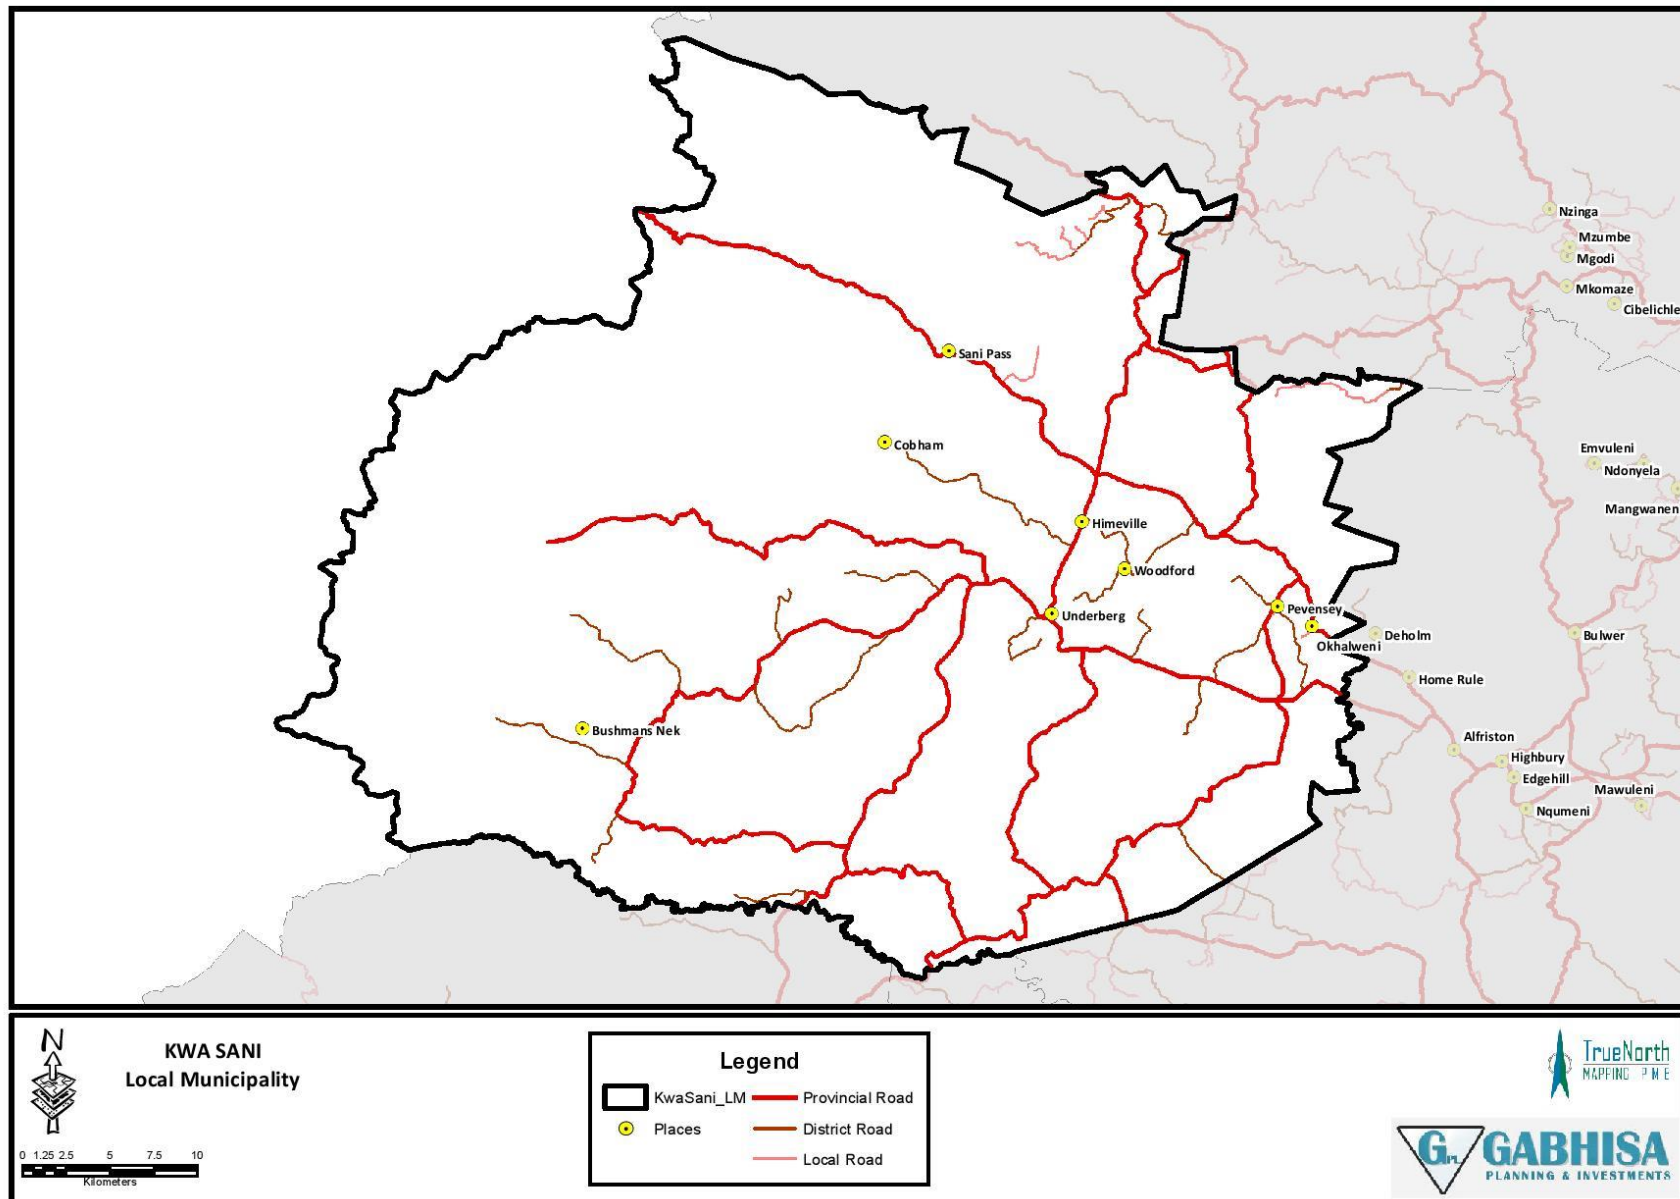 Nzinga
Mzumbe
Mgodi
Mkomaze
Cibelichle
Sani Pass
Cobham
Emvuleni
Ndonyela
Mangwanen
Himeville
Woodford
Underberg
Pevensey
Okhalweni
Deholm
Bulwer
Home Rule
Bushmans Nek
Alfriston
Highbury
Edgehill
Mawuleni
Nqumeni
N
KWA SANI
Local Municipality
0 1.25 2.5 5 7.5 10
Kilometers
Legend
KwaSani_LM
Provincial Road
Places
District Road
Local Road
TrueNorth
MAPPING P M E
G PI
GABHISA
PLANNING & INVESTMENTS